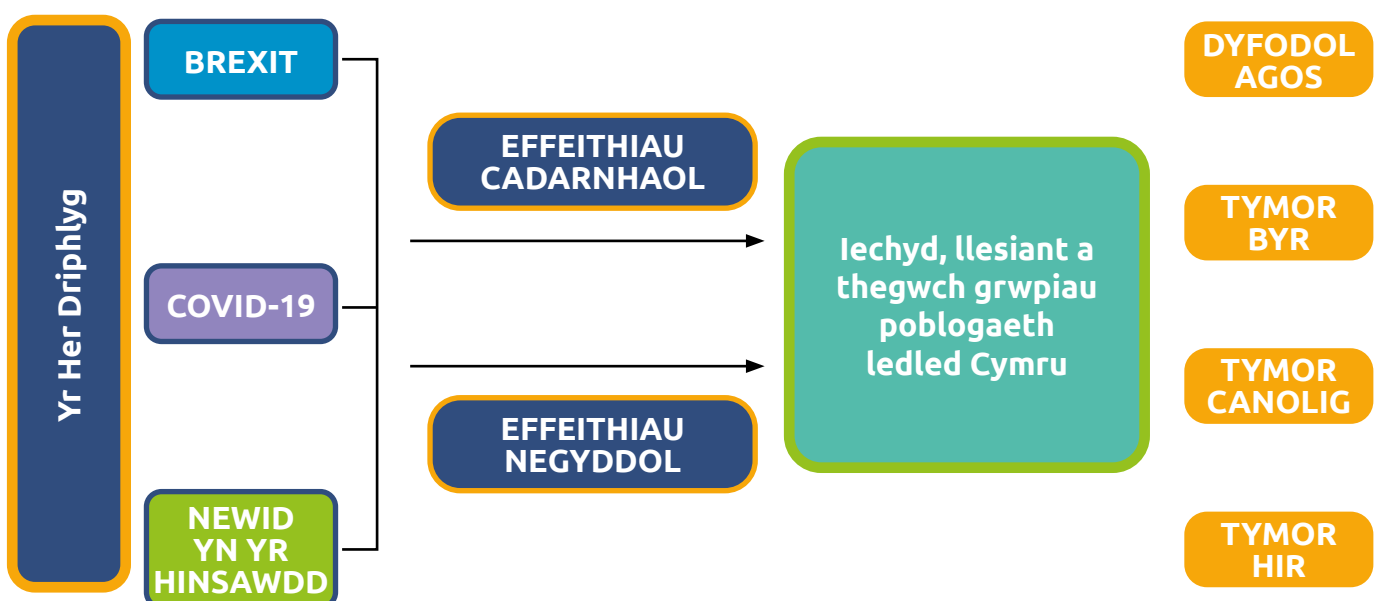 Yr Her Driphlyg
BREXIT
COVID-19
NEWID
YN YR
HINSAWDD
EFFEITHIAU
CADARNHAOL
EFFEITHIAU
NEGYDDOL
Iechyd, llesiant a
thegwch grwpiau
poblogaeth
ledled Cymru
DYFODOL
AGOS
TYMOR
BYR
TYMOR
CANOLIG
TYMOR
HIR